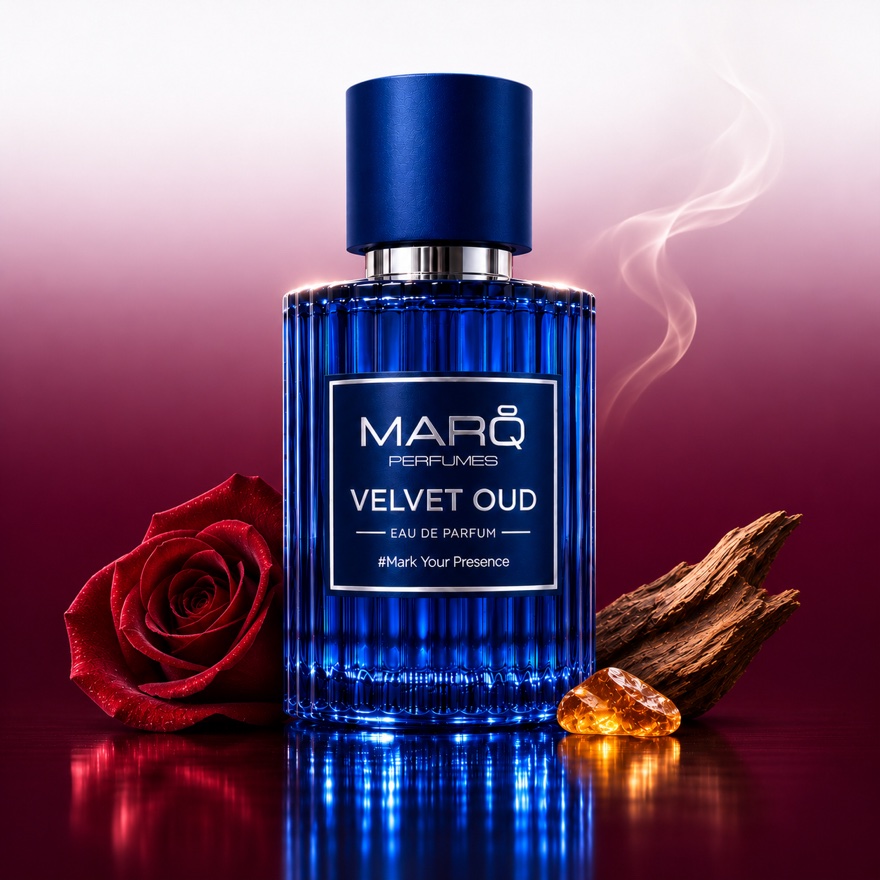 MARQ
PERFUMES
VELVET OUD
EAU DE PARFUM
#Mark Your Presence